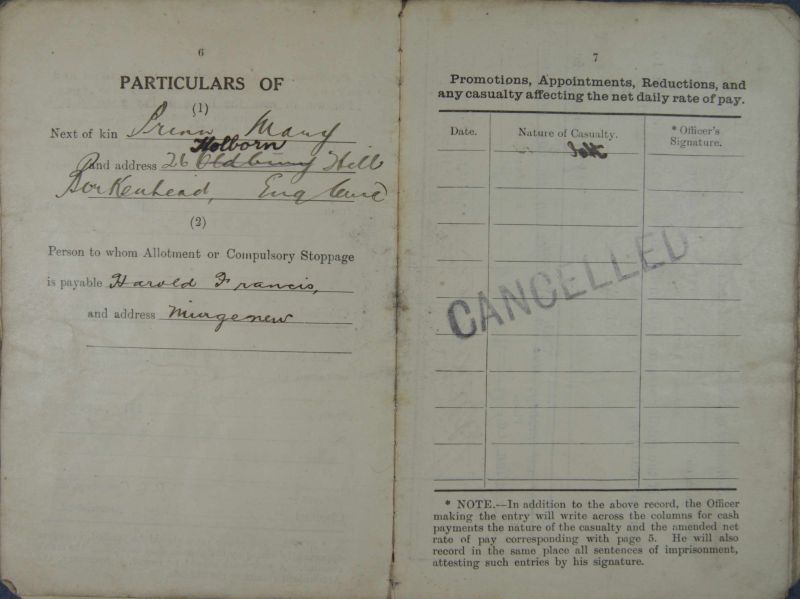 6
PARTICULARS OF
(1)
Next of kin Prinn Mary
Holborn
and address 26 Oldbury Hill
Birkenhead, England
(2)
Person to whom Allotment or Compulsory Stoppage
is payable Harold Francis,
and address Mingenew
7
Promotions, Appointments, Reductions, and
any casualty affecting the net daily rate of pay.
Date. Nature of Casualty. * Officer's
Signature.
CANCELLED
* NOTE.—In addition to the above record, the Officer
making the entry will write across the columns for cash
payments the nature of the casualty and the amended net
rate of pay corresponding with page 5. He will also
record in the same place all sentences of imprisonment,
attesting such entries by his signature.